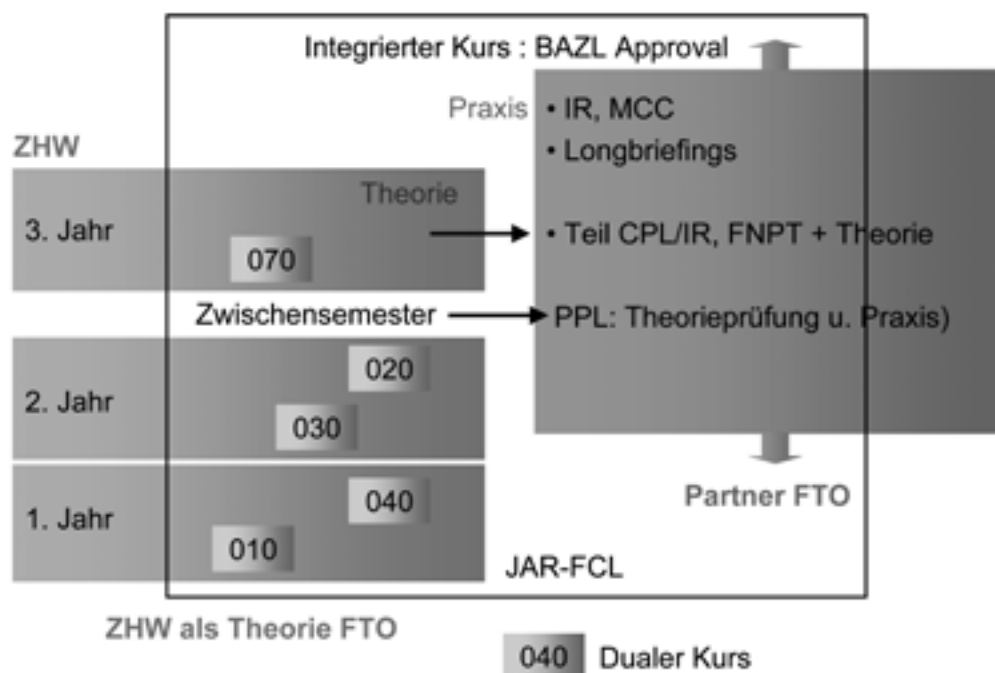 Integrierter Kurs : BAZL Approval
Praxis
• IR, MCC
• Longbriefings
• Teil CPL/IR, FNPT + Theorie
PPL: Theorieprüfung u. Praxis)
ZHW
3. Jahr
Theorie
070
Zwischensemester
2. Jahr
020
030
1. Jahr
040
010
Partner FTO
JAR-FCL
ZHW als Theorie FTO
040 Dualer Kurs